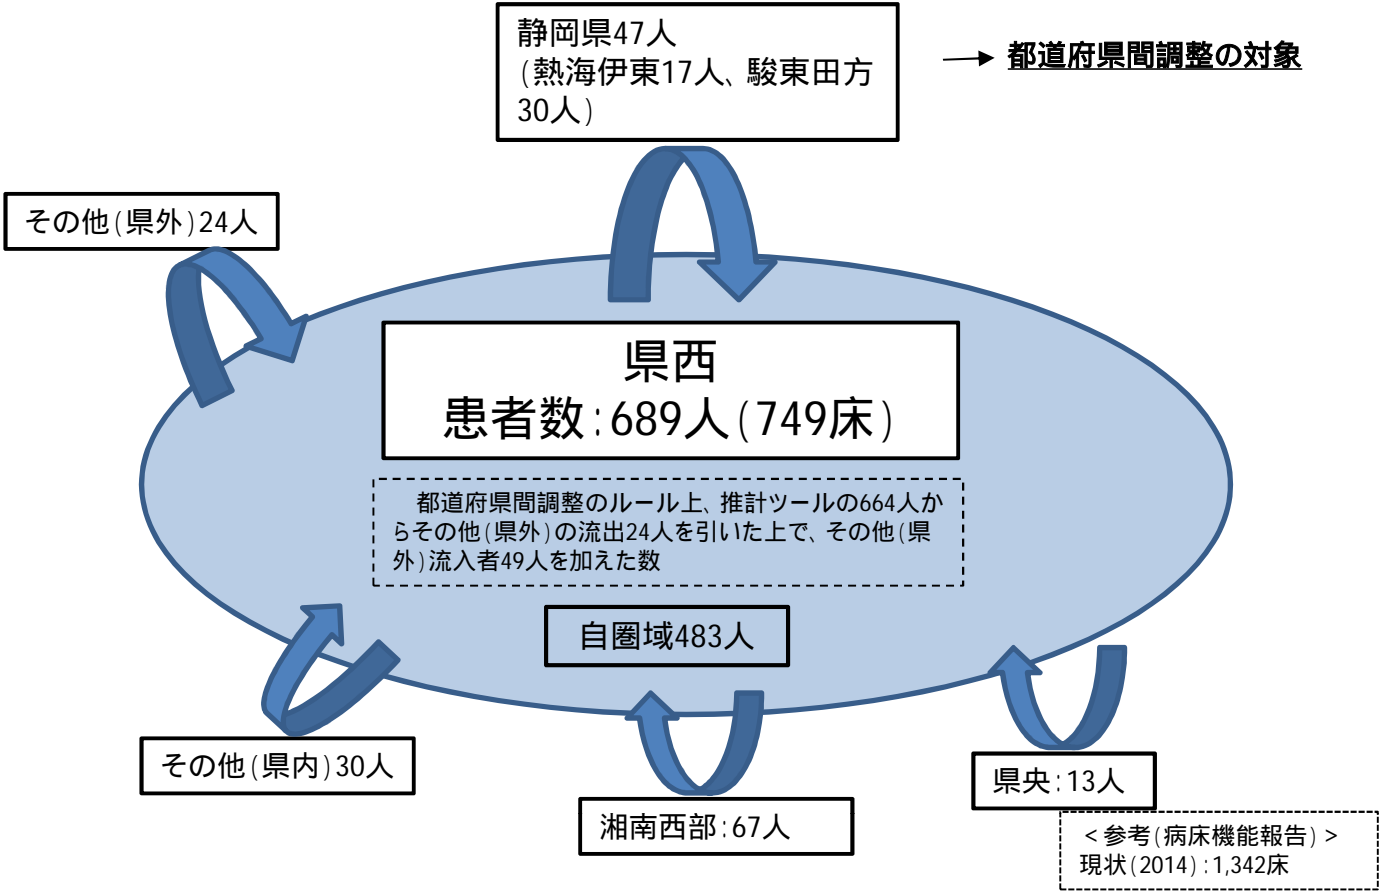 静岡県47人
(熱海伊東17人、駿東田方
30人)
都道府県間調整の対象
その他(県外)24人
県西
患者数:689人(749床)
都道府県間調整のルール上、推計ツールの664人か
らその他(県外)の流出24人を引いた上で、その他(県
外)流入者49人を加えた数
自圏域483人
その他(県内)30人
湘南西部:67人
県央:13人
<参考(病床機能報告)>
現状(2014):1,342床